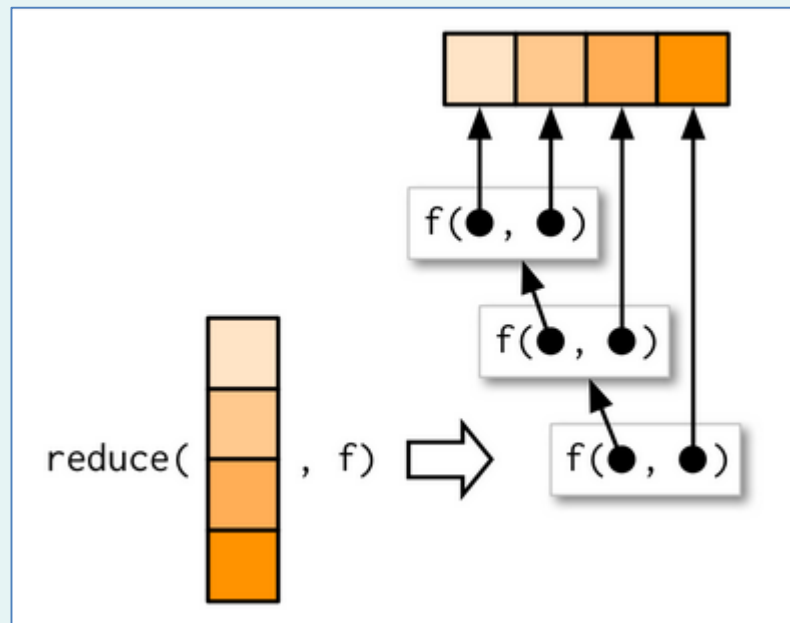 f( , )
f( , )
reduce( , f)
f( , )